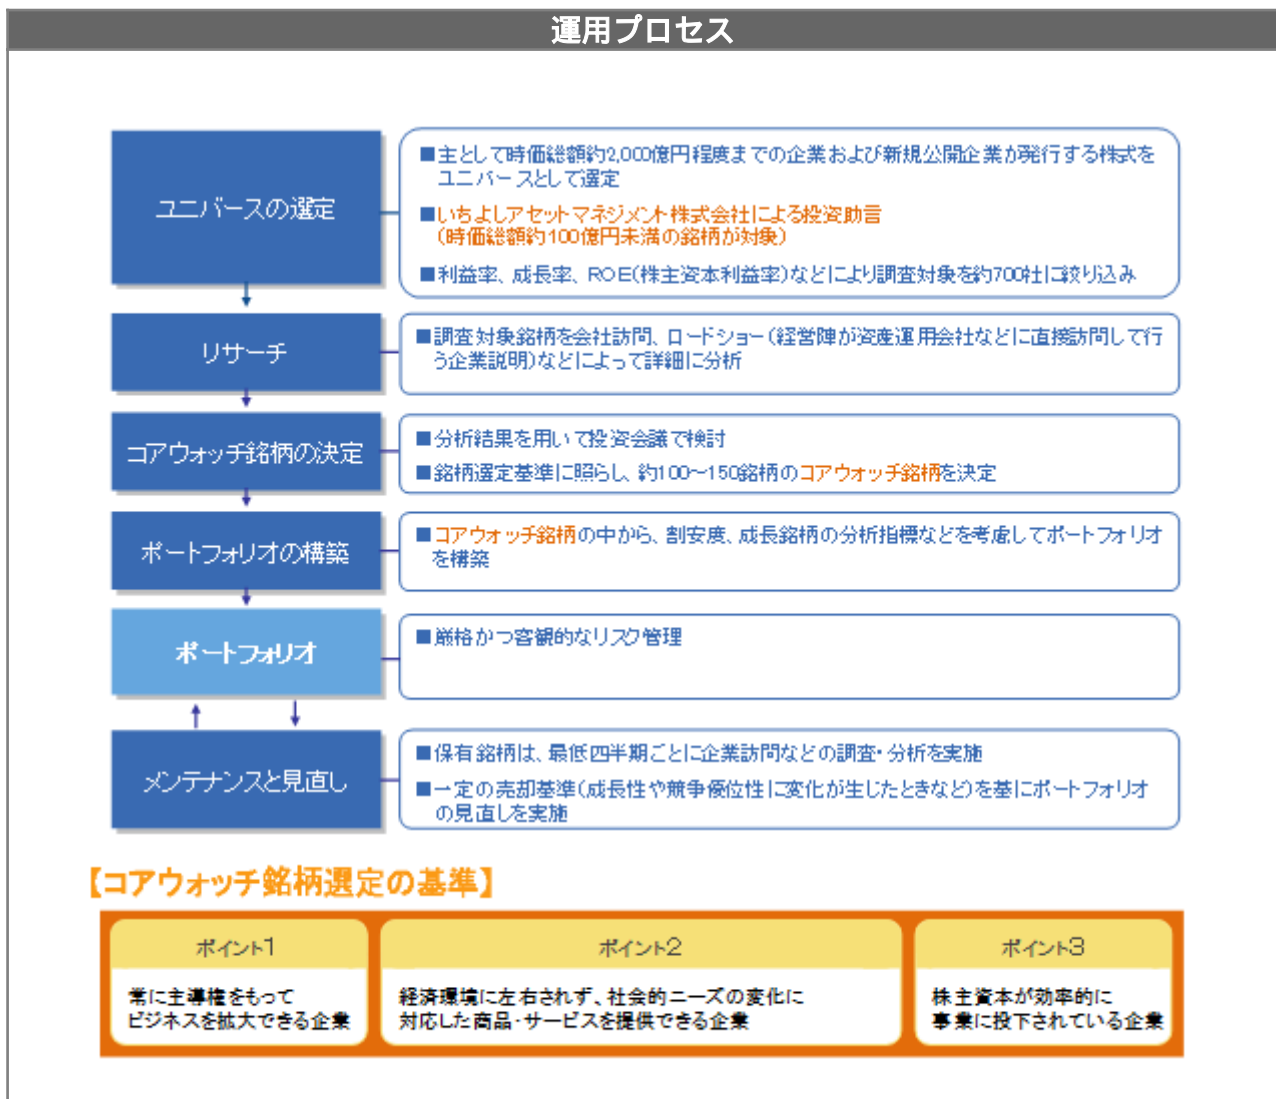 運用プロセス
ユニバースの選定
■主として時価総額約2,000億円程度までの企業および新規公開企業が発行する株式を
ユニバースとして選定
■いちよしアセットマネジメント株式会社による投資助言
(時価総額約100億円未満の銘柄が対象)
■利益率、成長率、ROE(株主資本利益率)などにより調査対象を約700社に絞り込み
リサーチ
■調査対象銘柄を会社訪問、ロードショー(経営陣が資産運用会社などに直接訪問して行
う企業説明)などによって詳細に分析
コアウォッチ銘柄の決定
■分析結果を用いて投資会議で検討
■銘柄選定基準に照らし、約100～150銘柄のコアウォッチ銘柄を決定
ポートフォリオの構築
■コアウォッチ銘柄の中から、割安度、成長銘柄の分析指標などを考慮してポートフォリオ
を構築
ポートフォリオ
■厳格かつ客観的なリスク管理
メンテナンスと見直し
■保有銘柄は、最低四半期ごとに企業訪問などの調査・分析を実施
■一定の売却基準(成長性や競争優位性に変化が生じたときなど)を基にポートフォリオ
の見直しを実施
【コアウォッチ銘柄選定の基準】
ポイント1
常に主導権をもって
ビジネスを拡大できる企業
ポイント2
経済環境に左右されず、社会的ニーズの変化に
対応した商品・サービスを提供できる企業
ポイント3
株主資本が効率的に
事業に投下されている企業